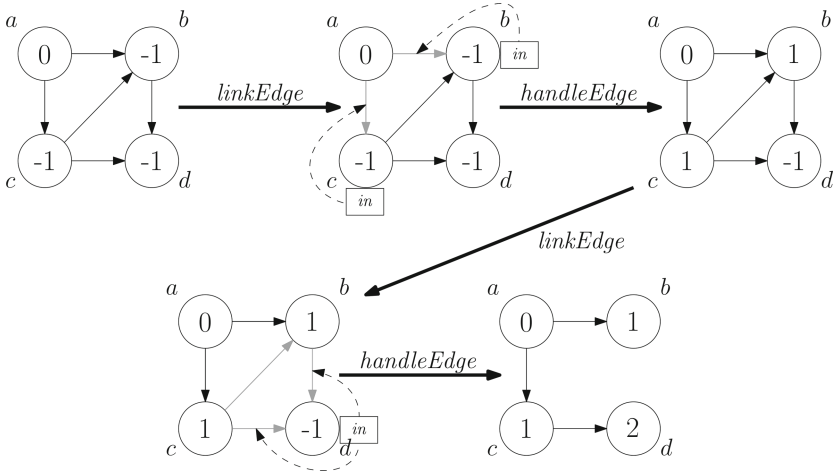 a b a b a b
0 -1 0 -1 in 0 1
linkEdge handleEdge
-1 -1 -1 -1 1 -1
c d c d c d
in
linkEdge
a b a b
0 1 0 1
handleEdge
1 -1 in 1 2
c d c d